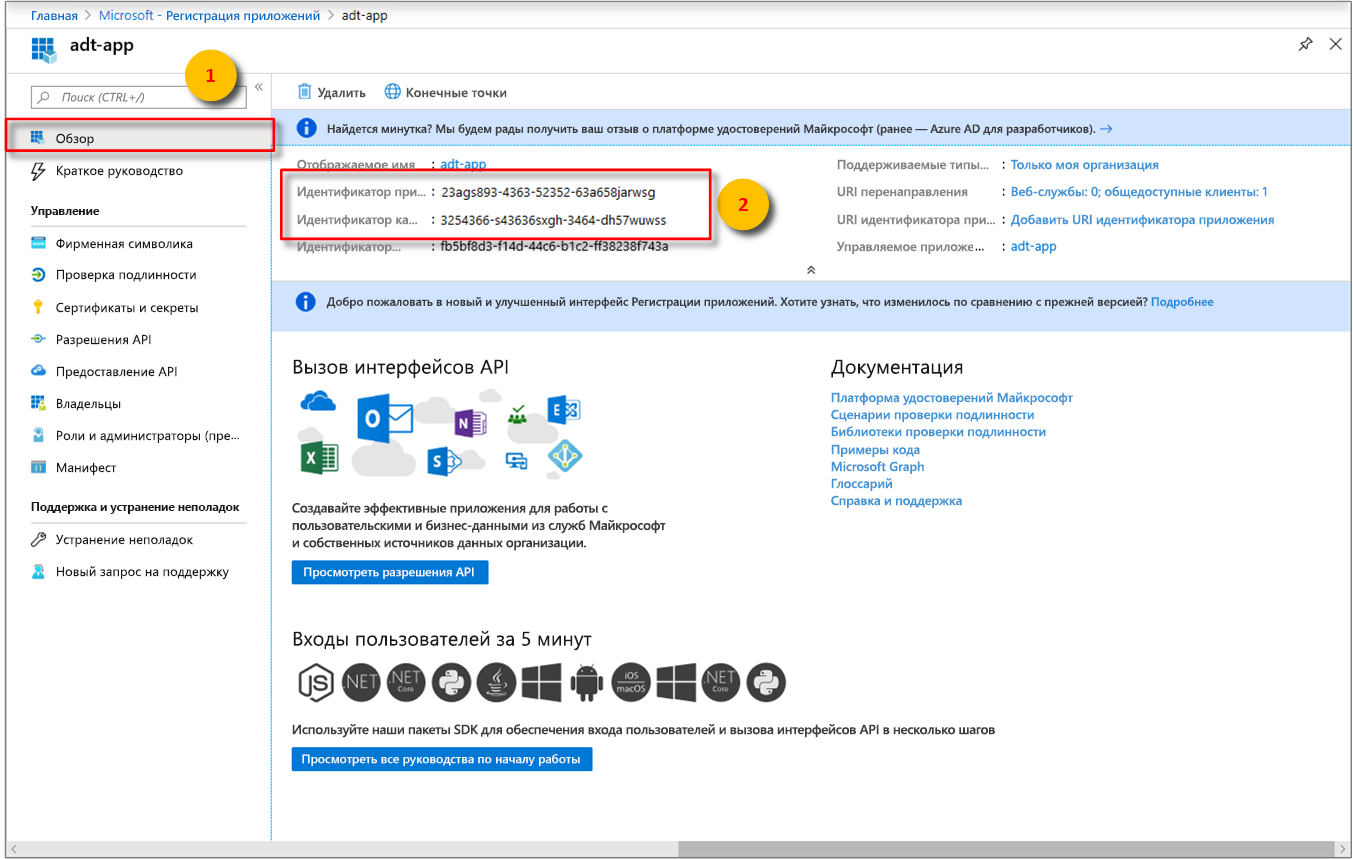 Главная > Microsoft - Регистрация приложений > adt-app
adt-app
1
Поиск (CTRL+/)
«
Удалить
Конечные точки
Обзор
Найдется минутка? Мы будем рады получить ваш отзыв о платформе удостоверений Майкрософт (ранее — Azure AD для разработчиков). →
Краткое руководство
Отображаемое имя : adt-app
Идентификатор при... : 23ags893-4363-52352-63a658jarwsg
Идентификатор ка... : 3254366-s43636sxgh-3464-dh57wuwss
Идентификатор... : fb5bf8d3-f14d-44c6-b1c2-ff38238f743a
2
Поддерживаемые типы... : Только моя организация
URI перенаправления : Веб-службы: 0; общедоступные клиенты: 1
URI идентификатора при... : Добавить URI идентификатора приложения
Управляемое приложе... : adt-app
Управление
Фирменная символика
Проверка подлинности
Сертификаты и секреты
Разрешения API
Предоставление API
Владельцы
Роли и администраторы (пре...
Манифест
Поддержка и устранение неполадок
Устранение неполадок
Новый запрос на поддержку
Добро пожаловать в новый и улучшенный интерфейс Регистрации приложений. Хотите узнать, что изменилось по сравнению с прежней версией? Подробнее
Вызов интерфейсов API
O
N
E
X
S
Создавайте эффективные приложения для работы с
пользовательскими и бизнес-данными из служб Майкрософт
и собственных источников данных организации.
Просмотреть разрешения API
Документация
Платформа удостоверений Майкрософт
Сценарии проверки подлинности
Библиотеки проверки подлинности
Примеры кода
Microsoft Graph
Глоссарий
Справка и поддержка
Входы пользователей за 5 минут
JS
.NET
.NET
Core
iOS
macOS
.NET
Core
Используйте наши пакеты SDK для обеспечения входа пользователей и вызова интерфейсов API в несколько шагов
Просмотреть все руководства по началу работы